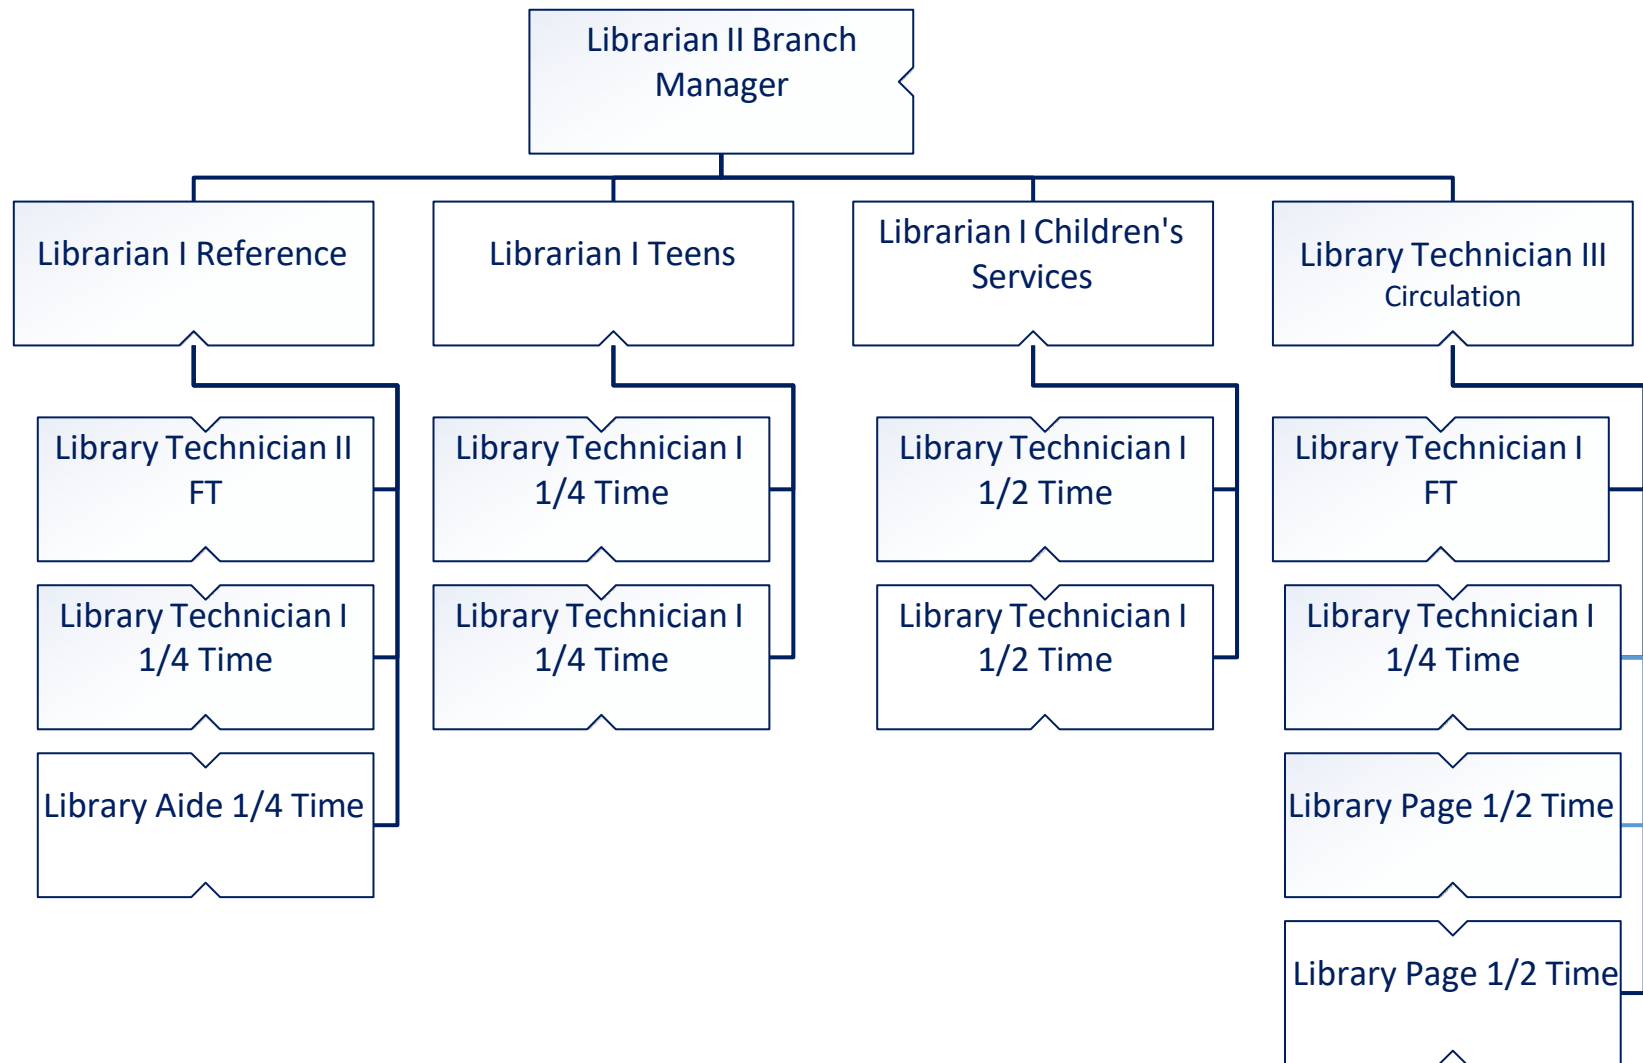 Librarian II Branch
Manager
Librarian I Reference
Librarian I Teens
Librarian I Children's
Services
Library Technician III
Circulation
Library Technician II
FT
Library Technician I
1/4 Time
Library Aide 1/4 Time
Library Technician I
1/4 Time
Library Technician I
1/4 Time
Library Technician I
1/2 Time
Library Technician I
1/2 Time
Library Technician I
FT
Library Technician I
1/4 Time
Library Page 1/2 Time
Library Page 1/2 Time